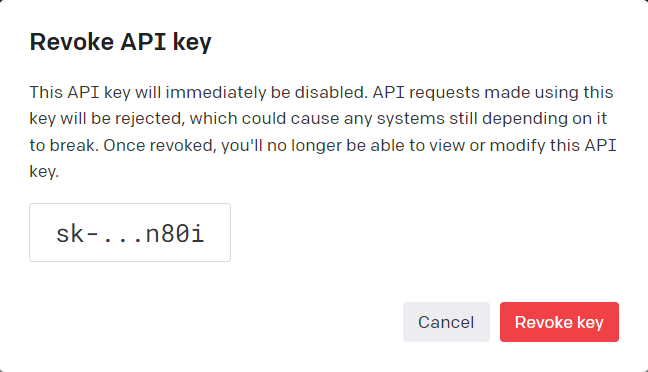 Revoke API key
This API key will immediately be disabled. API requests made using this
key will be rejected, which could cause any systems still depending on it
to break. Once revoked, you'll no longer be able to view or modify this API
key.
sk-...n80i
Cancel
Revoke key